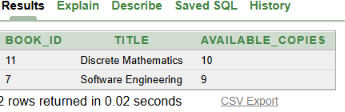 Results Explain Describe Saved SQL History
BOOK_ID TITLE AVAILABLE_COPIES
11 Discrete Mathematics 10
7 Software Engineering 9
2 rows returned in 0.02 seconds CSV Export